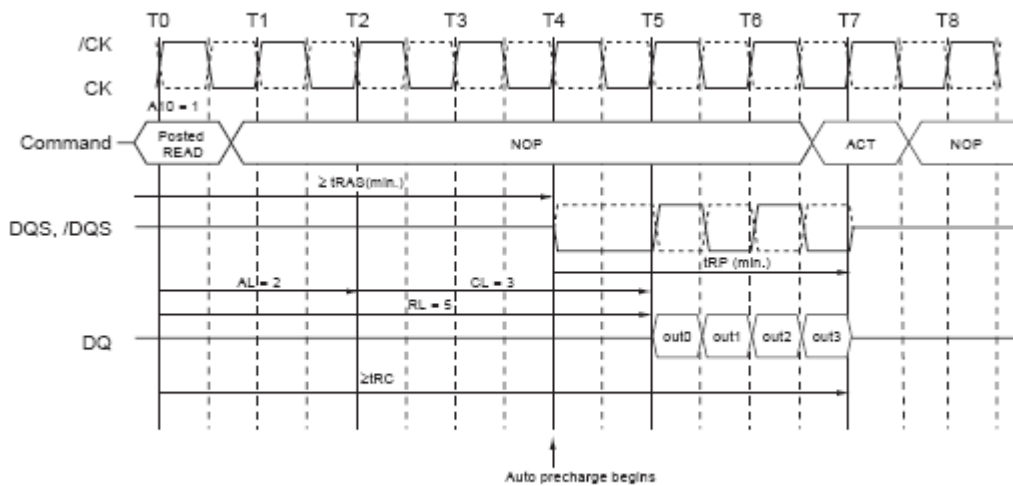 T0 T1 T2 T3 T4 T5 T6 T7 T8
/CK
CK
A10 = 1
Command Posted READ NOP ACT NOP
≥ tRAS(min.)
DQS, /DQS
tRP (min.)
AL = 2 CL = 3
RL = 5
DQ out0 out1 out2 out3
≥tRC
Auto precharge begins